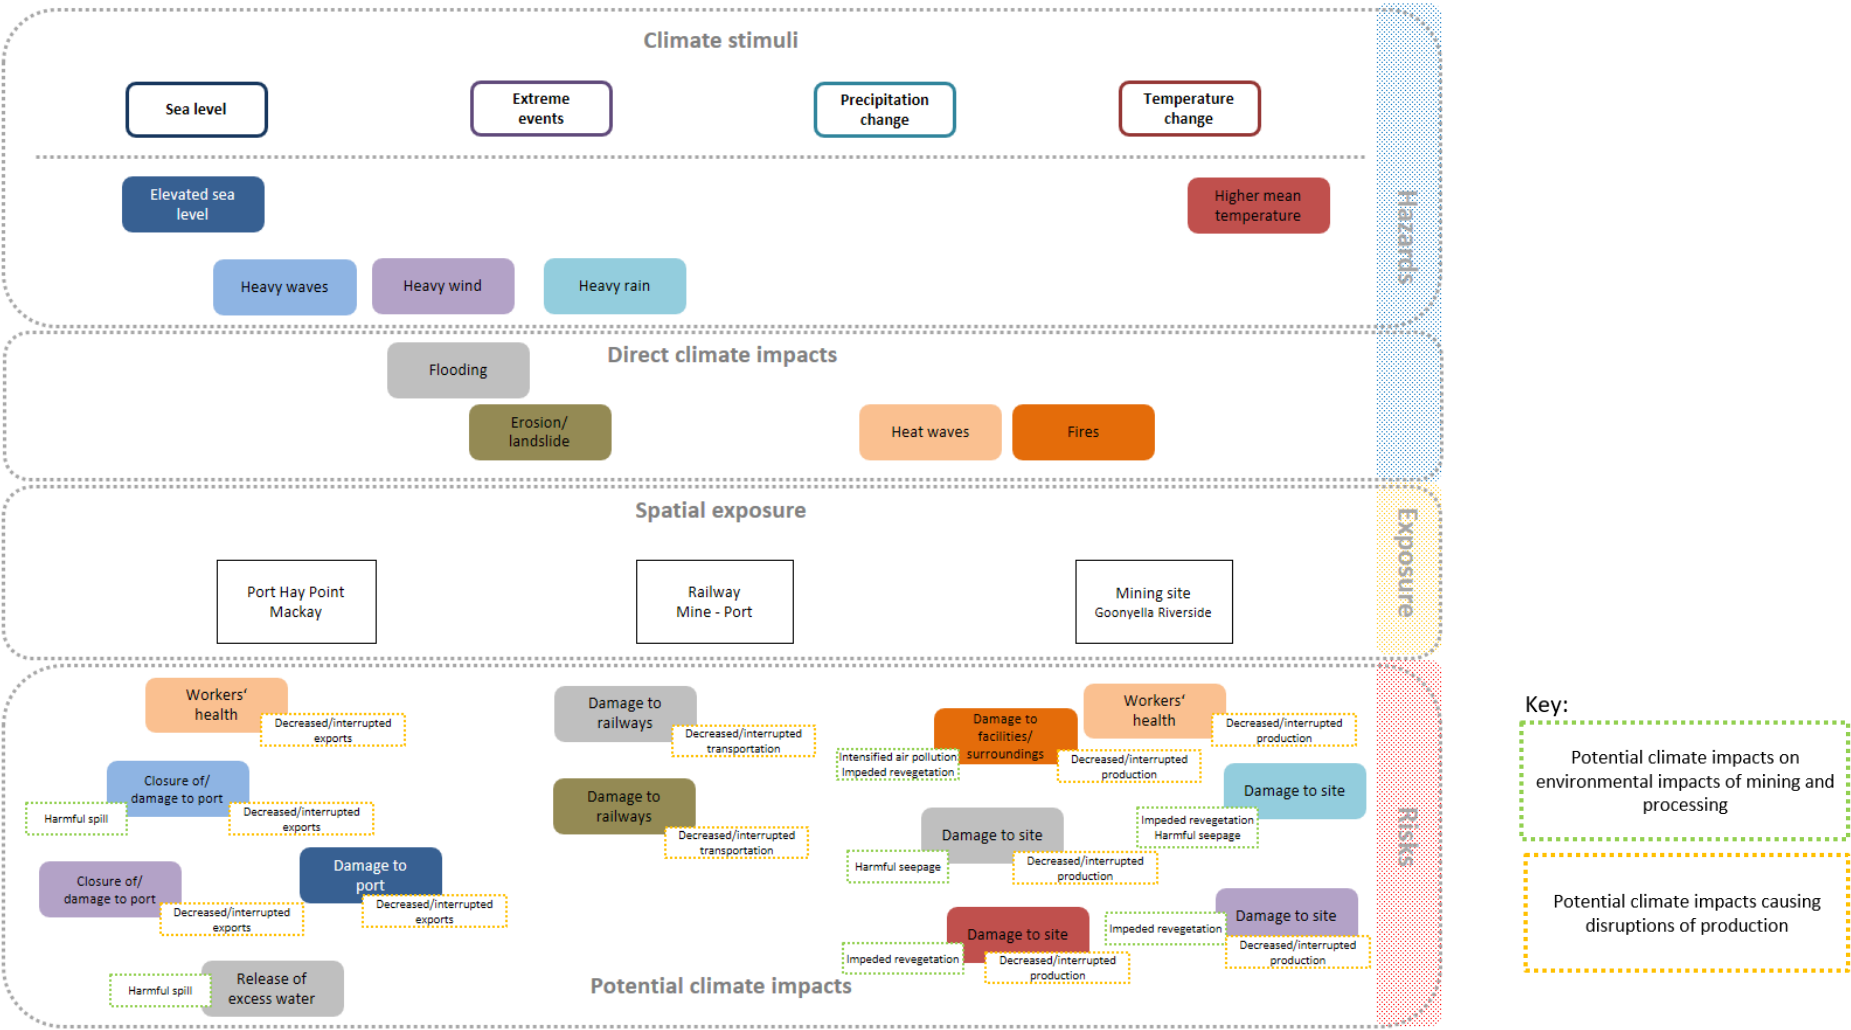 Climate stimuli
Sea level
Extreme
events
Precipitation
change
Temperature
change
Elevated sea
level
Higher mean
temperature
Heavy waves
Heavy wind
Heavy rain
Hazards
Direct climate impacts
Flooding
Erosion/
landslide
Heat waves
Fires
Spatial exposure
Port Hay Point
Mackay
Railway
Mine - Port
Mining site
Goonyella Riverside
Exposure
Workers‘
health
Decreased/interrupted
exports
Closure of/
damage to port
Harmful spill
Decreased/interrupted
exports
Closure of/
damage to port
Decreased/interrupted
exports
Damage to
port
Decreased/interrupted
exports
Harmful spill
Release of
excess water
Damage to
railways
Decreased/interrupted
transportation
Damage to
railways
Decreased/interrupted
transportation
Damage to
facilities/
surroundings
Intensified air pollution
Impeded revegetation
Decreased/interrupted
production
Workers‘
health
Decreased/interrupted
production
Damage to site
Impeded revegetation
Harmful seepage
Damage to site
Harmful seepage
Decreased/interrupted
production
Damage to site
Impeded revegetation
Decreased/interrupted
production
Damage to site
Impeded revegetation
Decreased/interrupted
production
Potential climate impacts
Risks
Key:
Potential climate impacts on
environmental impacts of mining and
processing
Potential climate impacts causing
disruptions of production